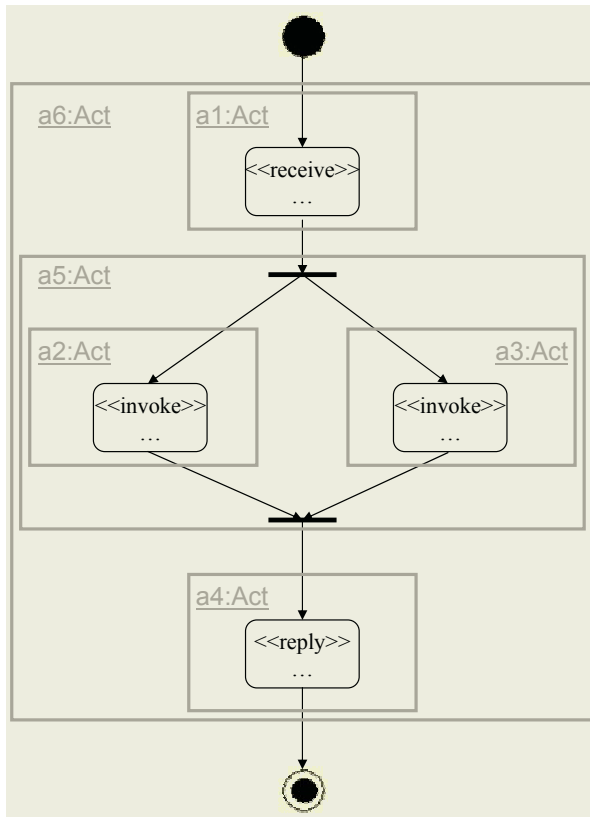 a6:Act
a1:Act
<<receive>>
…
a5:Act
a2:Act
a3:Act
<<invoke>>
…
<<invoke>>
…
a4:Act
<<reply>>
…